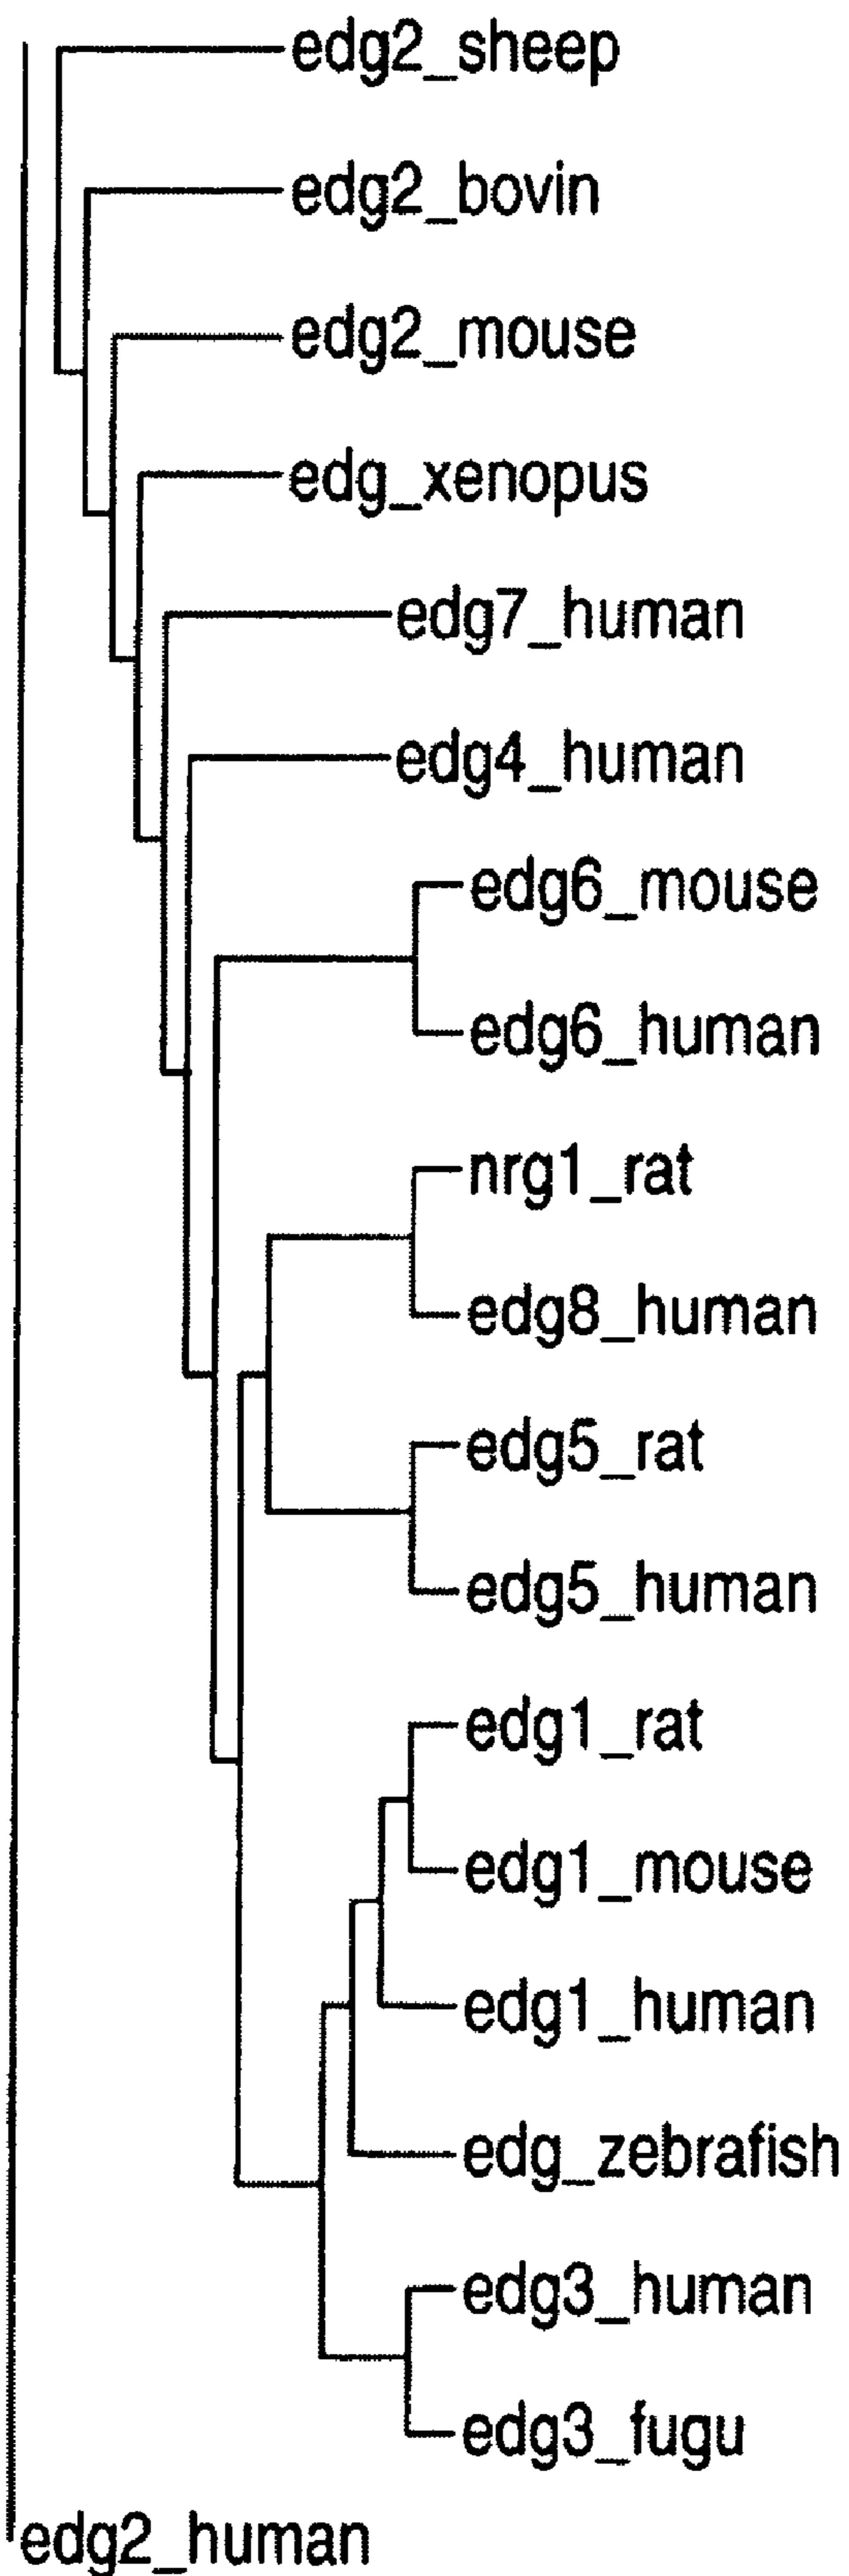 edg2_sheep
edg2_bovin
edg2_mouse
edg_xenopus
edg7_human
edg4_human
edg6_mouse
edg6_human
nrg1_rat
edg8_human
edg5_rat
edg5_human
edg1_rat
edg1_mouse
edg1_human
edg_zebrafish
edg3_human
edg3_fugu
edg2_human